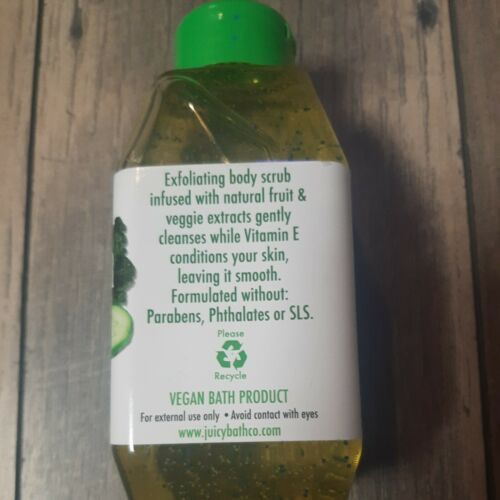 Exfoliating body scrub
infused with natural fruit &
veggie extracts gently
cleanses while Vitamin E
conditions your skin,
leaving it smooth.
Formulated without:
Parabens, Phthalates or SLS.
Please
Recycle
VEGAN BATH PRODUCT
For external use only • Avoid contact with eyes
www.juicybathco.com